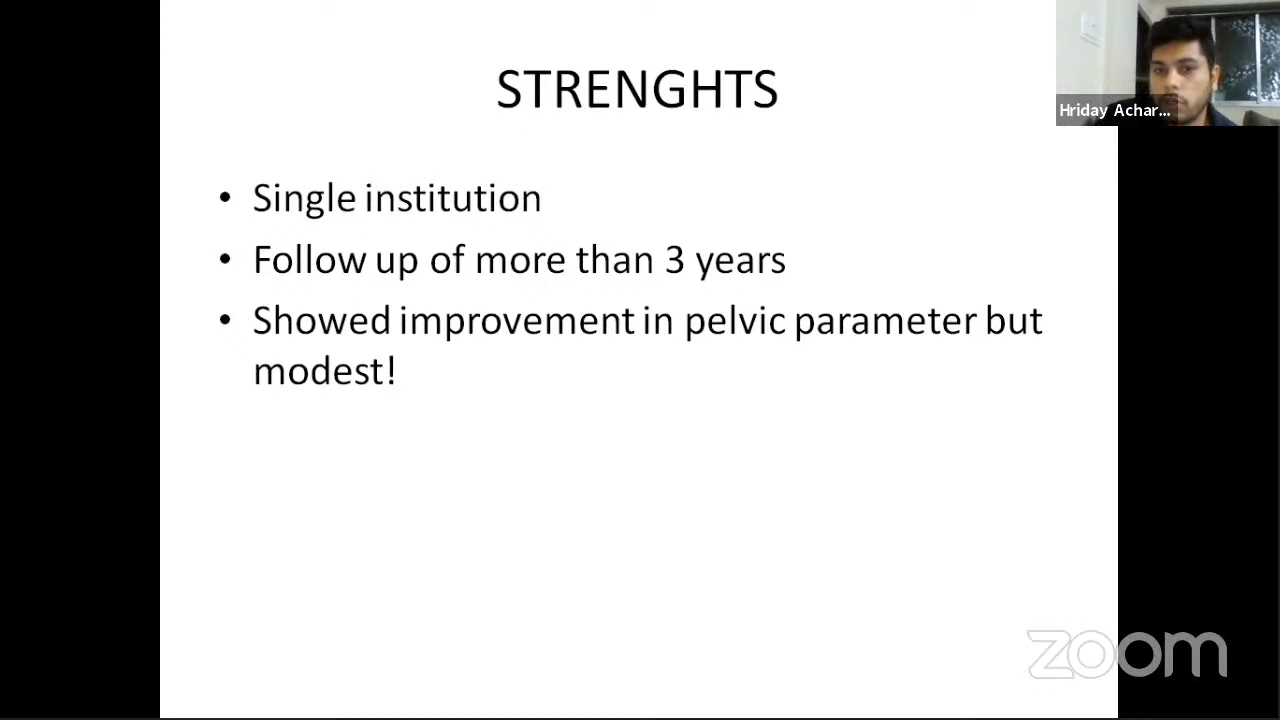 STRENGHTS
Hriday Achar...
• Single institution
• Follow up of more than 3 years
• Showed improvement in pelvic parameter but
modest!
zoom